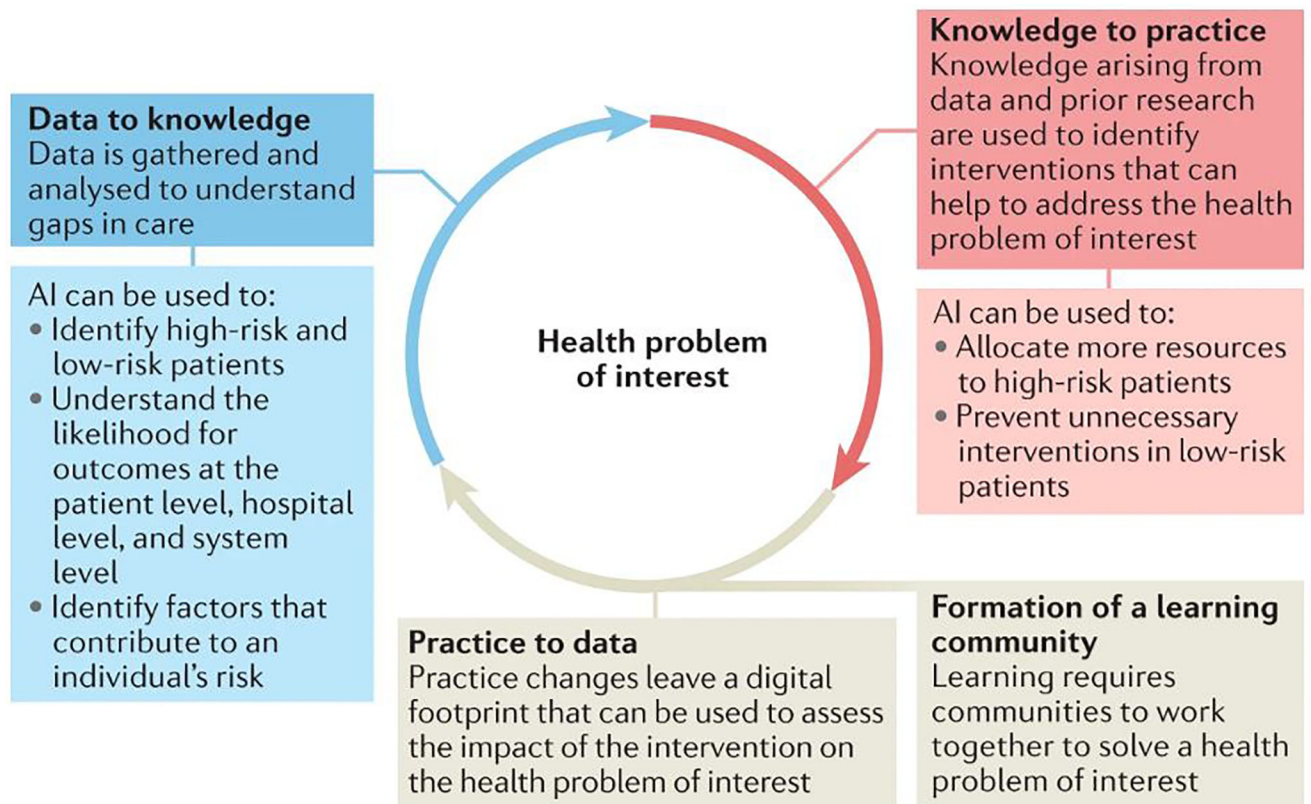 Data to knowledge
Data is gathered and
analysed to understand
gaps in care
AI can be used to:
• Identify high-risk and
low-risk patients
• Understand the
likelihood for
outcomes at the
patient level, hospital
level, and system
level
• Identify factors that
contribute to an
individual's risk
Health problem
of interest
Knowledge to practice
Knowledge arising from
data and prior research
are used to identify
interventions that can
help to address the health
problem of interest
AI can be used to:
• Allocate more resources
to high-risk patients
• Prevent unnecessary
interventions in low-risk
patients
Practice to data
Practice changes leave a digital
footprint that can be used to assess
the impact of the intervention on
the health problem of interest
Formation of a learning
community
Learning requires
communities to work
together to solve a health
problem of interest